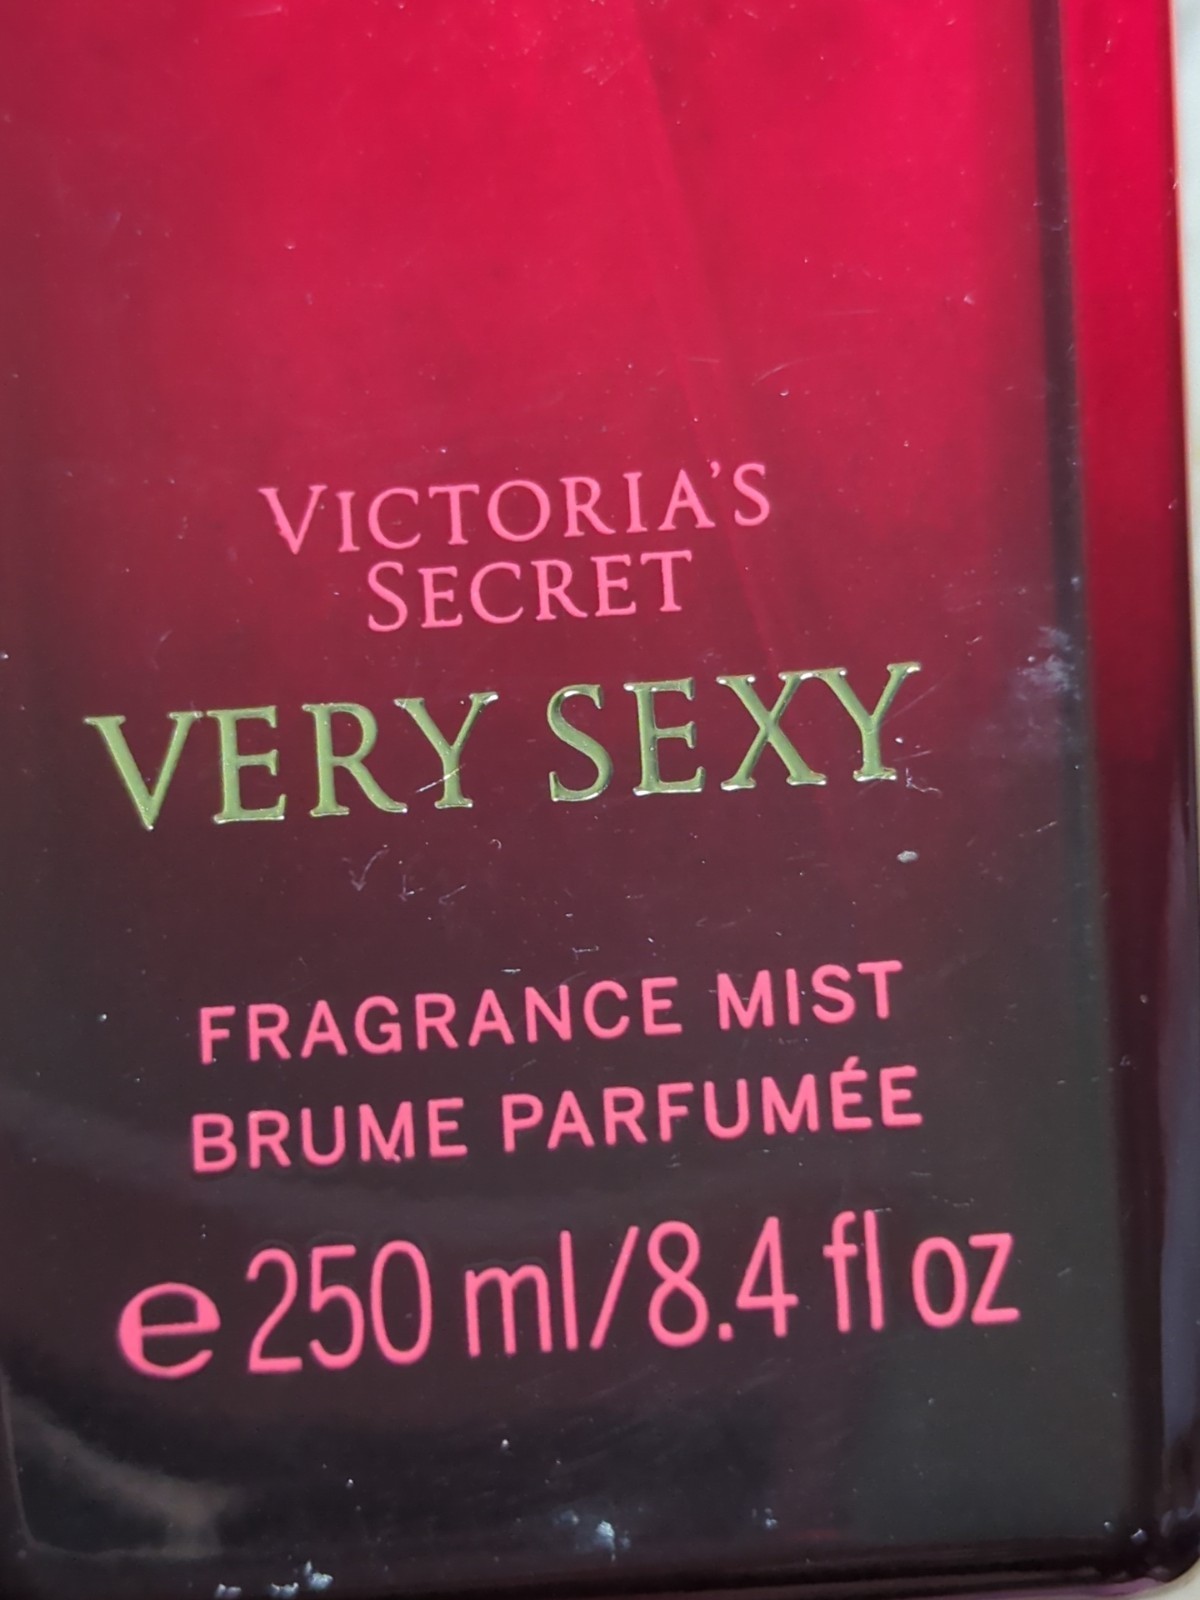 VICTORIA'S
SECRET
VERY SEXY
FRAGRANCE MIST
BRUME PARFUMÉE
℮ 250 ml/8.4 fl oz